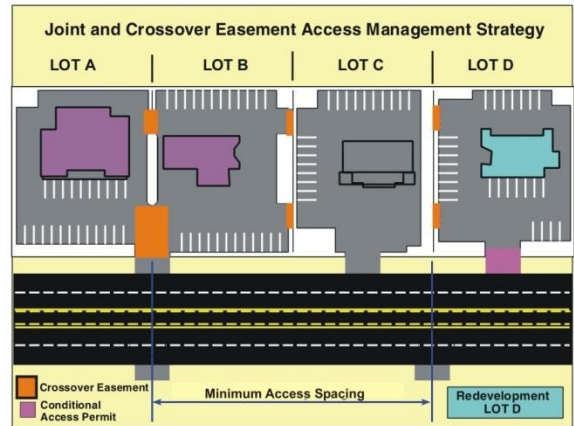 Joint and Crossover Easement Access Management Strategy
LOT A
LOT B
LOT C
LOT D
Crossover Easement
Conditional
Access Permit
Minimum Access Spacing
Redevelopment
LOT D